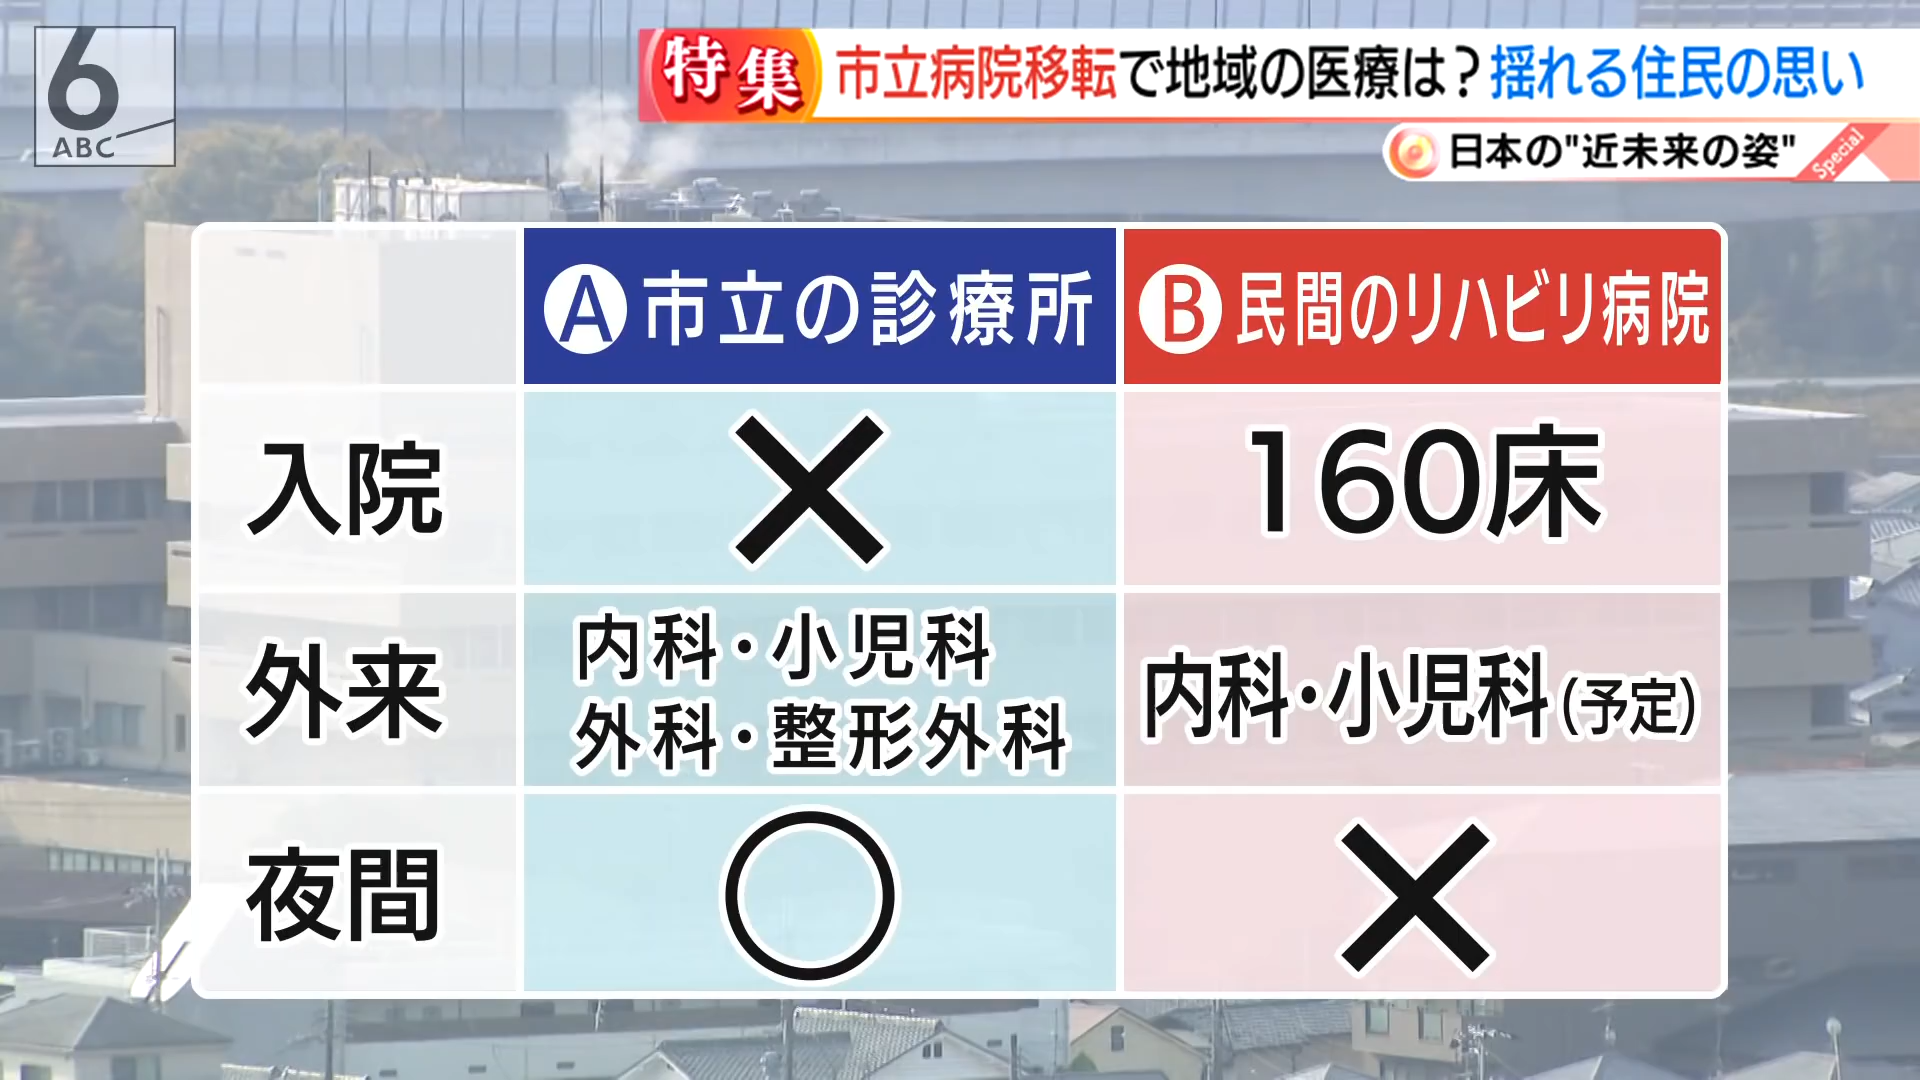 6
ABC
特集
市立病院移転で地域の医療は?揺れる住民の思い
日本の"近未来の姿"
Special
A市立の診療所
B民間のリハビリ病院
入院
×
160床
外来
内科・小児科
外科・整形外科
内科・小児科(予定)
夜間
○
×